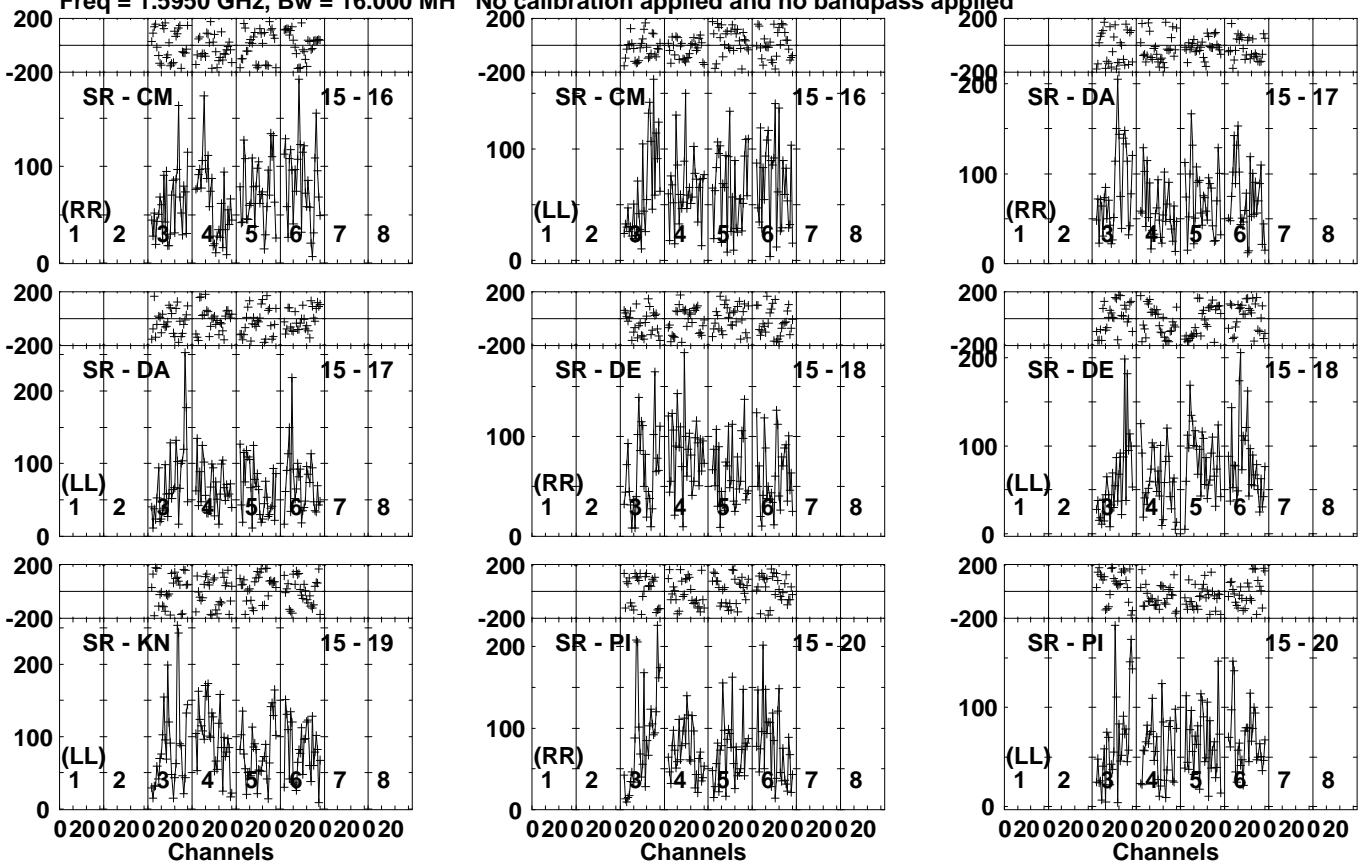 Freq = 1.5950 GHz, Bw = 16.000 MH No calibration applied and no bandpass applied
200
-200
SR - CM 15 - 16
100
(RR)
1 2 3 4 5 6 7 8
0
200
-200
SR - CM 15 - 16
100
(LL)
1 2 3 4 5 6 7 8
0
200
-200
200
SR - DA 15 - 17
100
(RR)
1 2 3 4 5 6 7 8
0
200
-200
SR - DA 15 - 17
200
100
(LL)
1 2 3 4 5 6 7 8
0
200
-200
SR - DE 15 - 18
100
(RR)
1 2 3 4 5 6 7 8
0
200
-200
200
SR - DE 15 - 18
100
(LL)
1 2 3 4 5 6 7 8
0
200
-200
SR - KN 15 - 19
200
100
(LL)
1 2 3 4 5 6 7 8
0
0 20 0 20 0 20 0 20 0 20 0 20 0 20 0 20
Channels
200
-200
200
SR - PI 15 - 20
100
(RR)
1 2 3 4 5 6 7 8
0
0 20 0 20 0 20 0 20 0 20 0 20 0 20 0 20
Channels
200
-200
SR - PI 15 - 20
100
(LL)
1 2 3 4 5 6 7 8
0
0 20 0 20 0 20 0 20 0 20 0 20 0 20 0 20
Channels